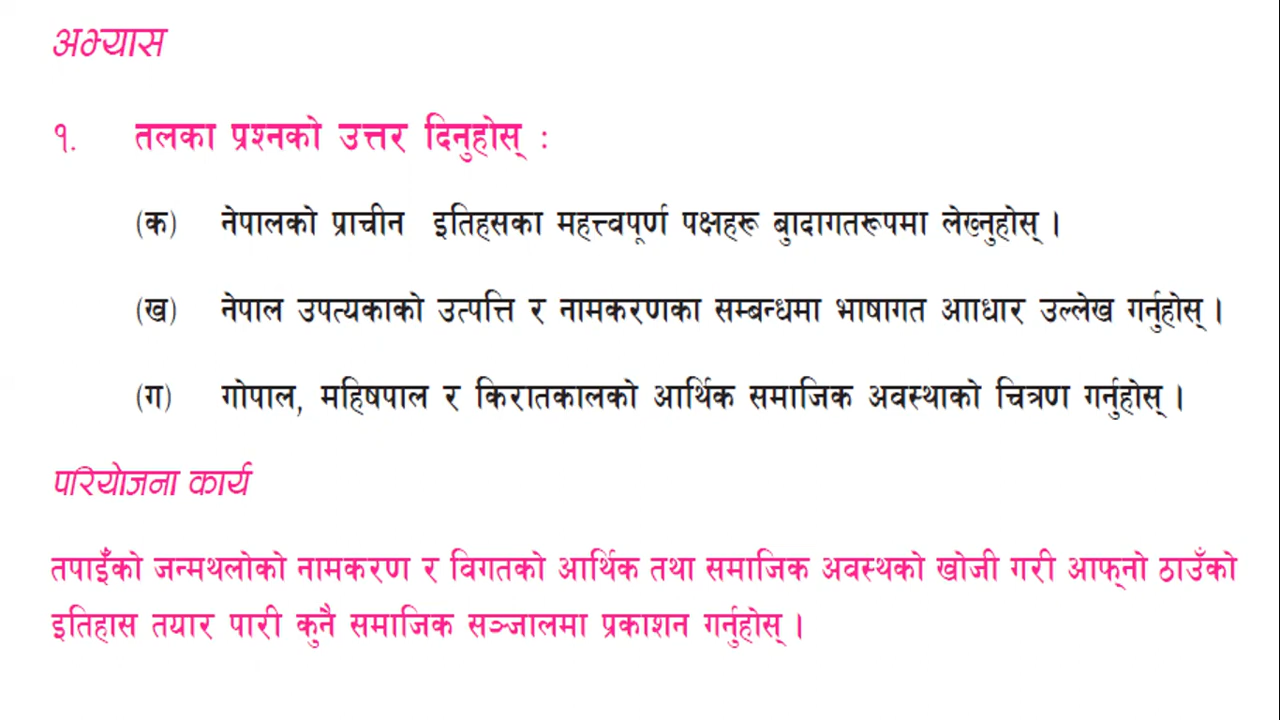 अभ्यास
१. तलका प्रश्नको उत्तर दिनुहोस् :
(क) नेपालको प्राचीन इतिहसका महत्त्वपूर्ण पक्षहरू बुादागतरूपमा लेख्नुहोस् ।
(ख) नेपाल उपत्यकाको उत्पत्ति र नामकरणका सम्बन्धमा भाषागत आाधार उल्लेख गर्नुहोस् ।
(ग) गोपाल, महिषपाल र किरातकालको आर्थिक समाजिक अवस्थाको चित्रण गर्नुहोस् ।
परियोजना कार्य
तपाईँको जन्मथलोको नामकरण र विगतको आर्थिक तथा समाजिक अवस्थको खोजी गरी आफ्नो ठाउँको
इतिहास तयार पारी कुनै समाजिक सञ्जालमा प्रकाशन गर्नुहोस् ।